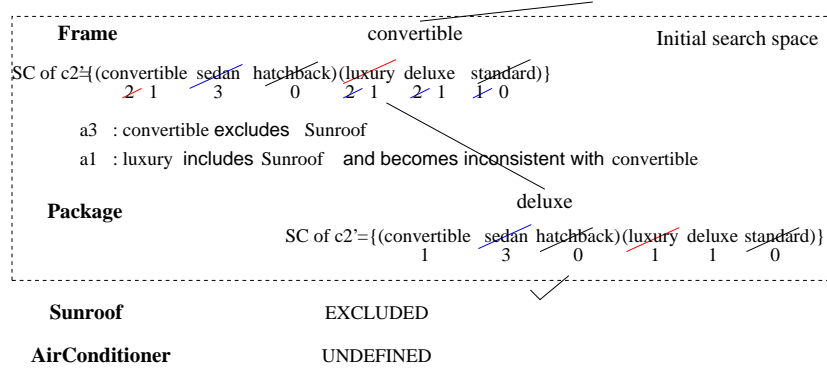 Frame convertible Initial search space
SC of c2={(convertible sedan hatchback)(luxury deluxe standard)}
2 1 3 0 2 1 2 1 1 0
a3 : convertible excludes Sunroof
a1 : luxury includes Sunroof and becomes inconsistent with convertible
Package deluxe
SC of c2'={(convertible sedan hatchback)(luxury deluxe standard)}
1 3 0 1 1 0
Sunroof EXCLUDED
AirConditioner UNDEFINED